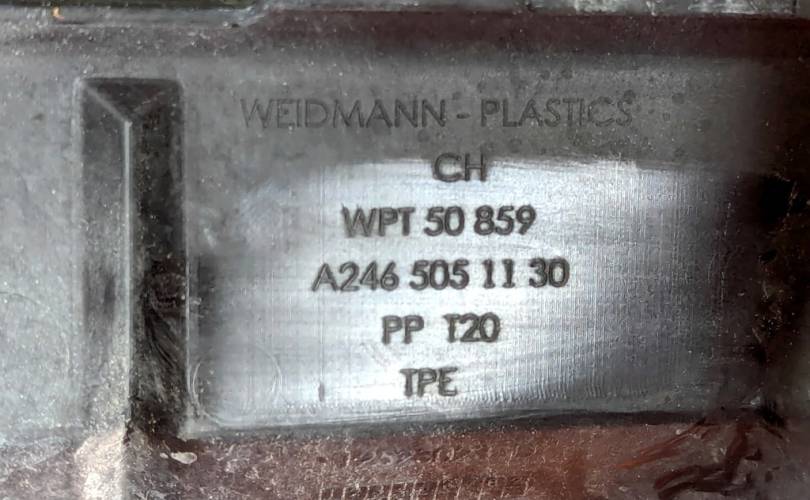 WEIDMANN - PLASTICS
CH
WPT 50 859
A246 505 11 30
PP T20
TPE